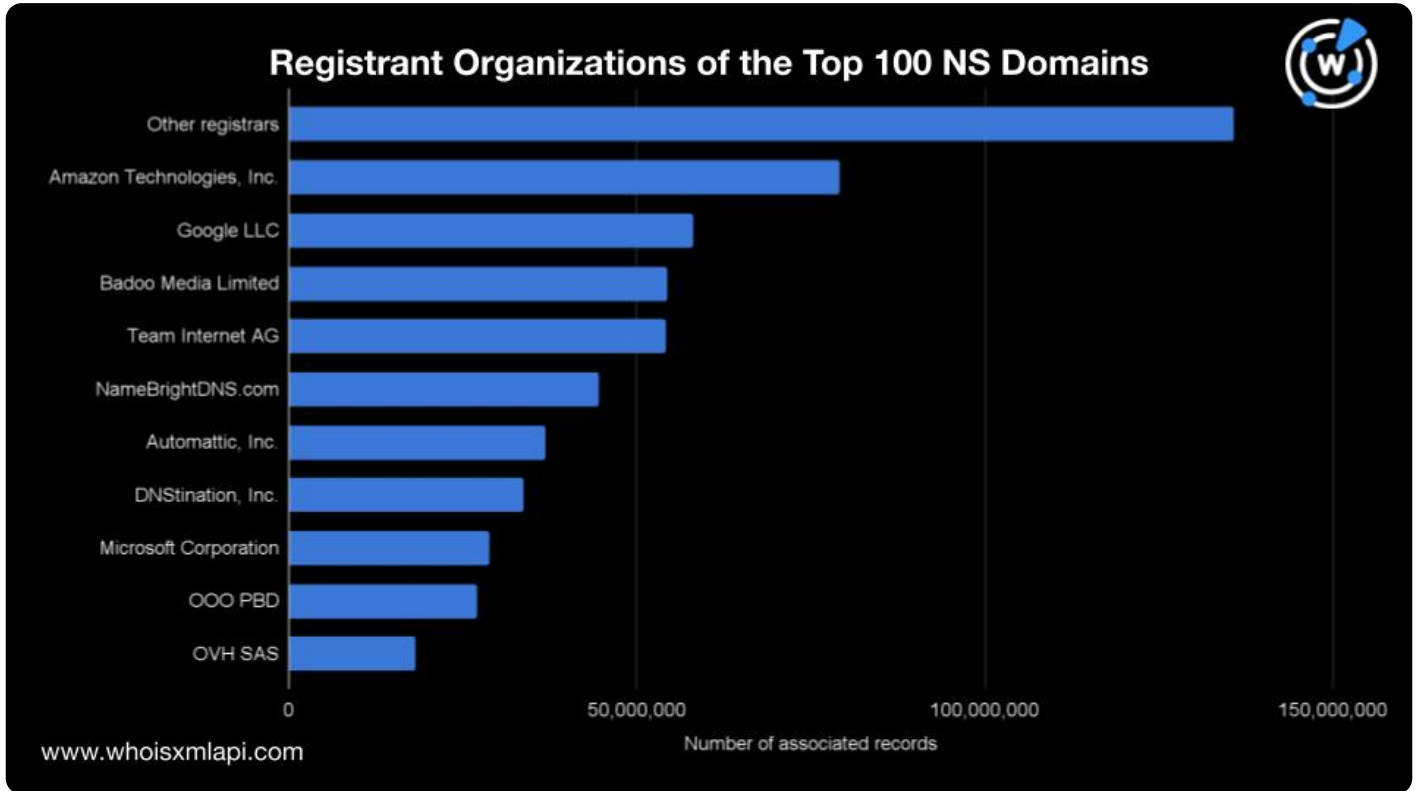 Registrant Organizations of the Top 100 NS Domains
W
Other registrars
Amazon Technologies, Inc.
Google LLC
Badoo Media Limited
Team Internet AG
NameBrightDNS.com
Automattic, Inc.
DNStination, Inc.
Microsoft Corporation
OOO PBD
OVH SAS
0 50,000,000 100,000,000 150,000,000
Number of associated records
www.whoisxmlapi.com